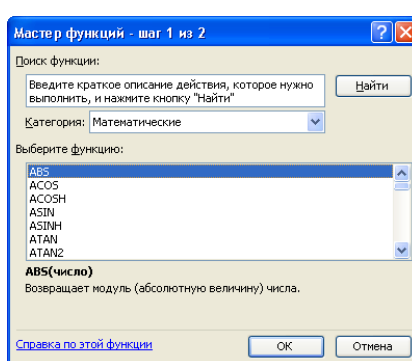 Мастер функций - шаг 1 из 2
Поиск функции:
Введите краткое описание действия, которое нужно
выполнить, и нажмите кнопку "Найти"
Найти
Категория: Математические
Выберите функцию:
ABS
ACOS
ACOSH
ASIN
ASINH
ATAN
ATAN2
ABS(число)
Возвращает модуль (абсолютную величину) числа.
Справка по этой функции
ОК
Отмена